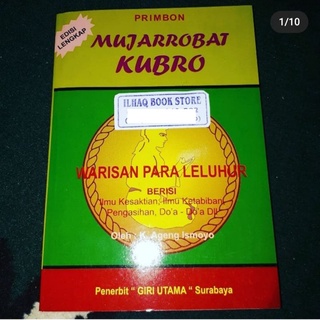 1/10
PRIMBON
EDISI
LENGKAP
MUJARROBAT
KUBRO
ILHAQ BOOK STORE
WARISAN PARA LELUHUR
BERISI
Ilmu Kesaktian, Ilmu Ketabiban,
Pengasihan, Do'a - Do'a Dll
Oleh : K. Ageng Ismoyo
Penerbit " GIRI UTAMA " Surabaya